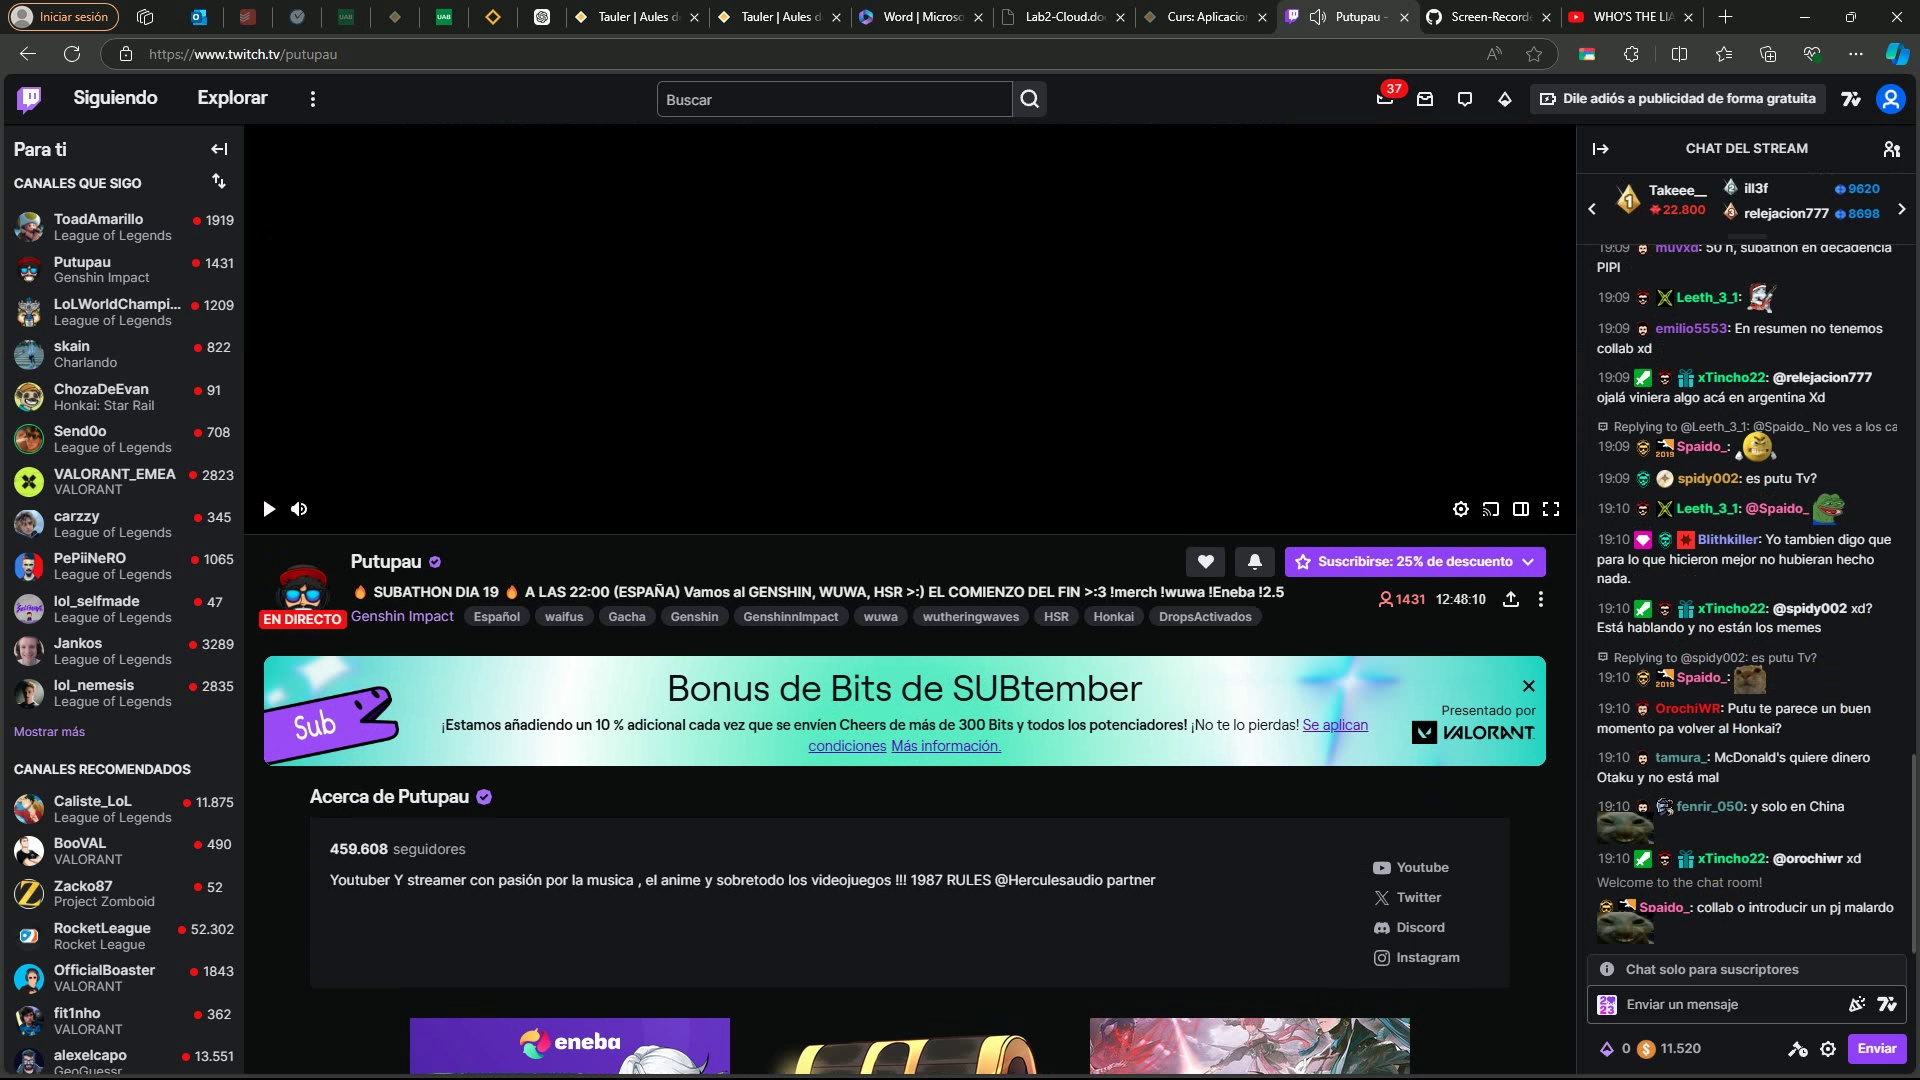 Iniciar sesión
Tauler | Aules d
Tauler | Aules d
Word | Microso
Lab2-Cloud.do
Curs: Aplicacio
Putupau -
Screen-Record
WHO'S THE LIA
https://www.twitch.tv/putupau
Siguiendo
Explorar
Buscar
37
Dile adiós a publicidad de forma gratuita
Para ti
CANALES QUE SIGO
ToadAmarillo
1919
League of Legends
Putupau
1431
Genshin Impact
LoLWorldChampi...
1209
League of Legends
skain
822
Charlando
ChozaDeEvan
91
Honkai: Star Rail
Send0o
708
League of Legends
VALORANT_EMEA
2823
VALORANT
carzzy
345
League of Legends
PePiiNeRO
1065
League of Legends
lol_selfmade
47
League of Legends
Jankos
3289
League of Legends
lol_nemesis
2835
League of Legends
Mostrar más
CANALES RECOMENDADOS
Caliste_LoL
11.875
League of Legends
BooVAL
490
VALORANT
Zacko87
52
Project Zomboid
RocketLeague
52.302
Rocket League
OfficialBoaster
1843
VALORANT
fit1nho
362
VALORANT
alexelcapo
13.551
GeoGuessr
Putupau
Suscribirse: 25% de descuento
🔥 SUBATHON DIA 19 🔥 A LAS 22:00 (ESPAÑA) Vamos al GENSHIN, WUWA, HSR >:) EL COMIENZO DEL FIN >:3 !merch !wuwa !Eneba !2.5
1431 12:48:10
EN DIRECTO
Genshin Impact Español waifus Gacha Genshin GenshinnImpact wuwa wutheringwaves HSR Honkai DropsActivados
Sub
Bonus de Bits de SUBtember
¡Estamos añadiendo un 10 % adicional cada vez que se envíen Cheers de más de 300 Bits y todos los potenciadores! ¡No te lo pierdas! Se aplican
condiciones Más información.
Presentado por
VALORANT
Acerca de Putupau
459.608 seguidores
Youtuber Y streamer con pasión por la musica , el anime y sobretodo los videojuegos !!! 1987 RULES @Herculesaudio partner
Youtube
Twitter
Discord
Instagram
eneba
CHAT DEL STREAM
1 Takeee__
22.800
2 ill3f 9620
3 relejacion777 8698
19:09 muvxd: 50 h, subathon en decadencia
PIPI
19:09 Leeth_3_1:
19:09 emilio5553: En resumen no tenemos
collab xd
19:09 xTincho22: @relejacion777
ojalá viniera algo acá en argentina Xd
Replying to @Leeth_3_1: @Spaido_ No ves a los ca
19:09 2019 Spaido_:
19:09 spidy002: es putu Tv?
19:10 Leeth_3_1: @Spaido_
19:10 Blithkiller: Yo tambien digo que
para lo que hicieron mejor no hubieran hecho
nada.
19:10 xTincho22: @spidy002 xd?
Está hablando y no están los memes
Replying to @spidy002: es putu Tv?
19:10 2019 Spaido_:
19:10 OrochiWR: Putu te parece un buen
momento pa volver al Honkai?
19:10 tamura_: McDonald's quiere dinero
Otaku y no está mal
19:10 fenrir_050: y solo en China
19:10 xTincho22: @orochiwr xd
Welcome to the chat room!
Spaido_: collab o introducir un pj malardo
Chat solo para suscriptores
Enviar un mensaje
0 11.520
Enviar